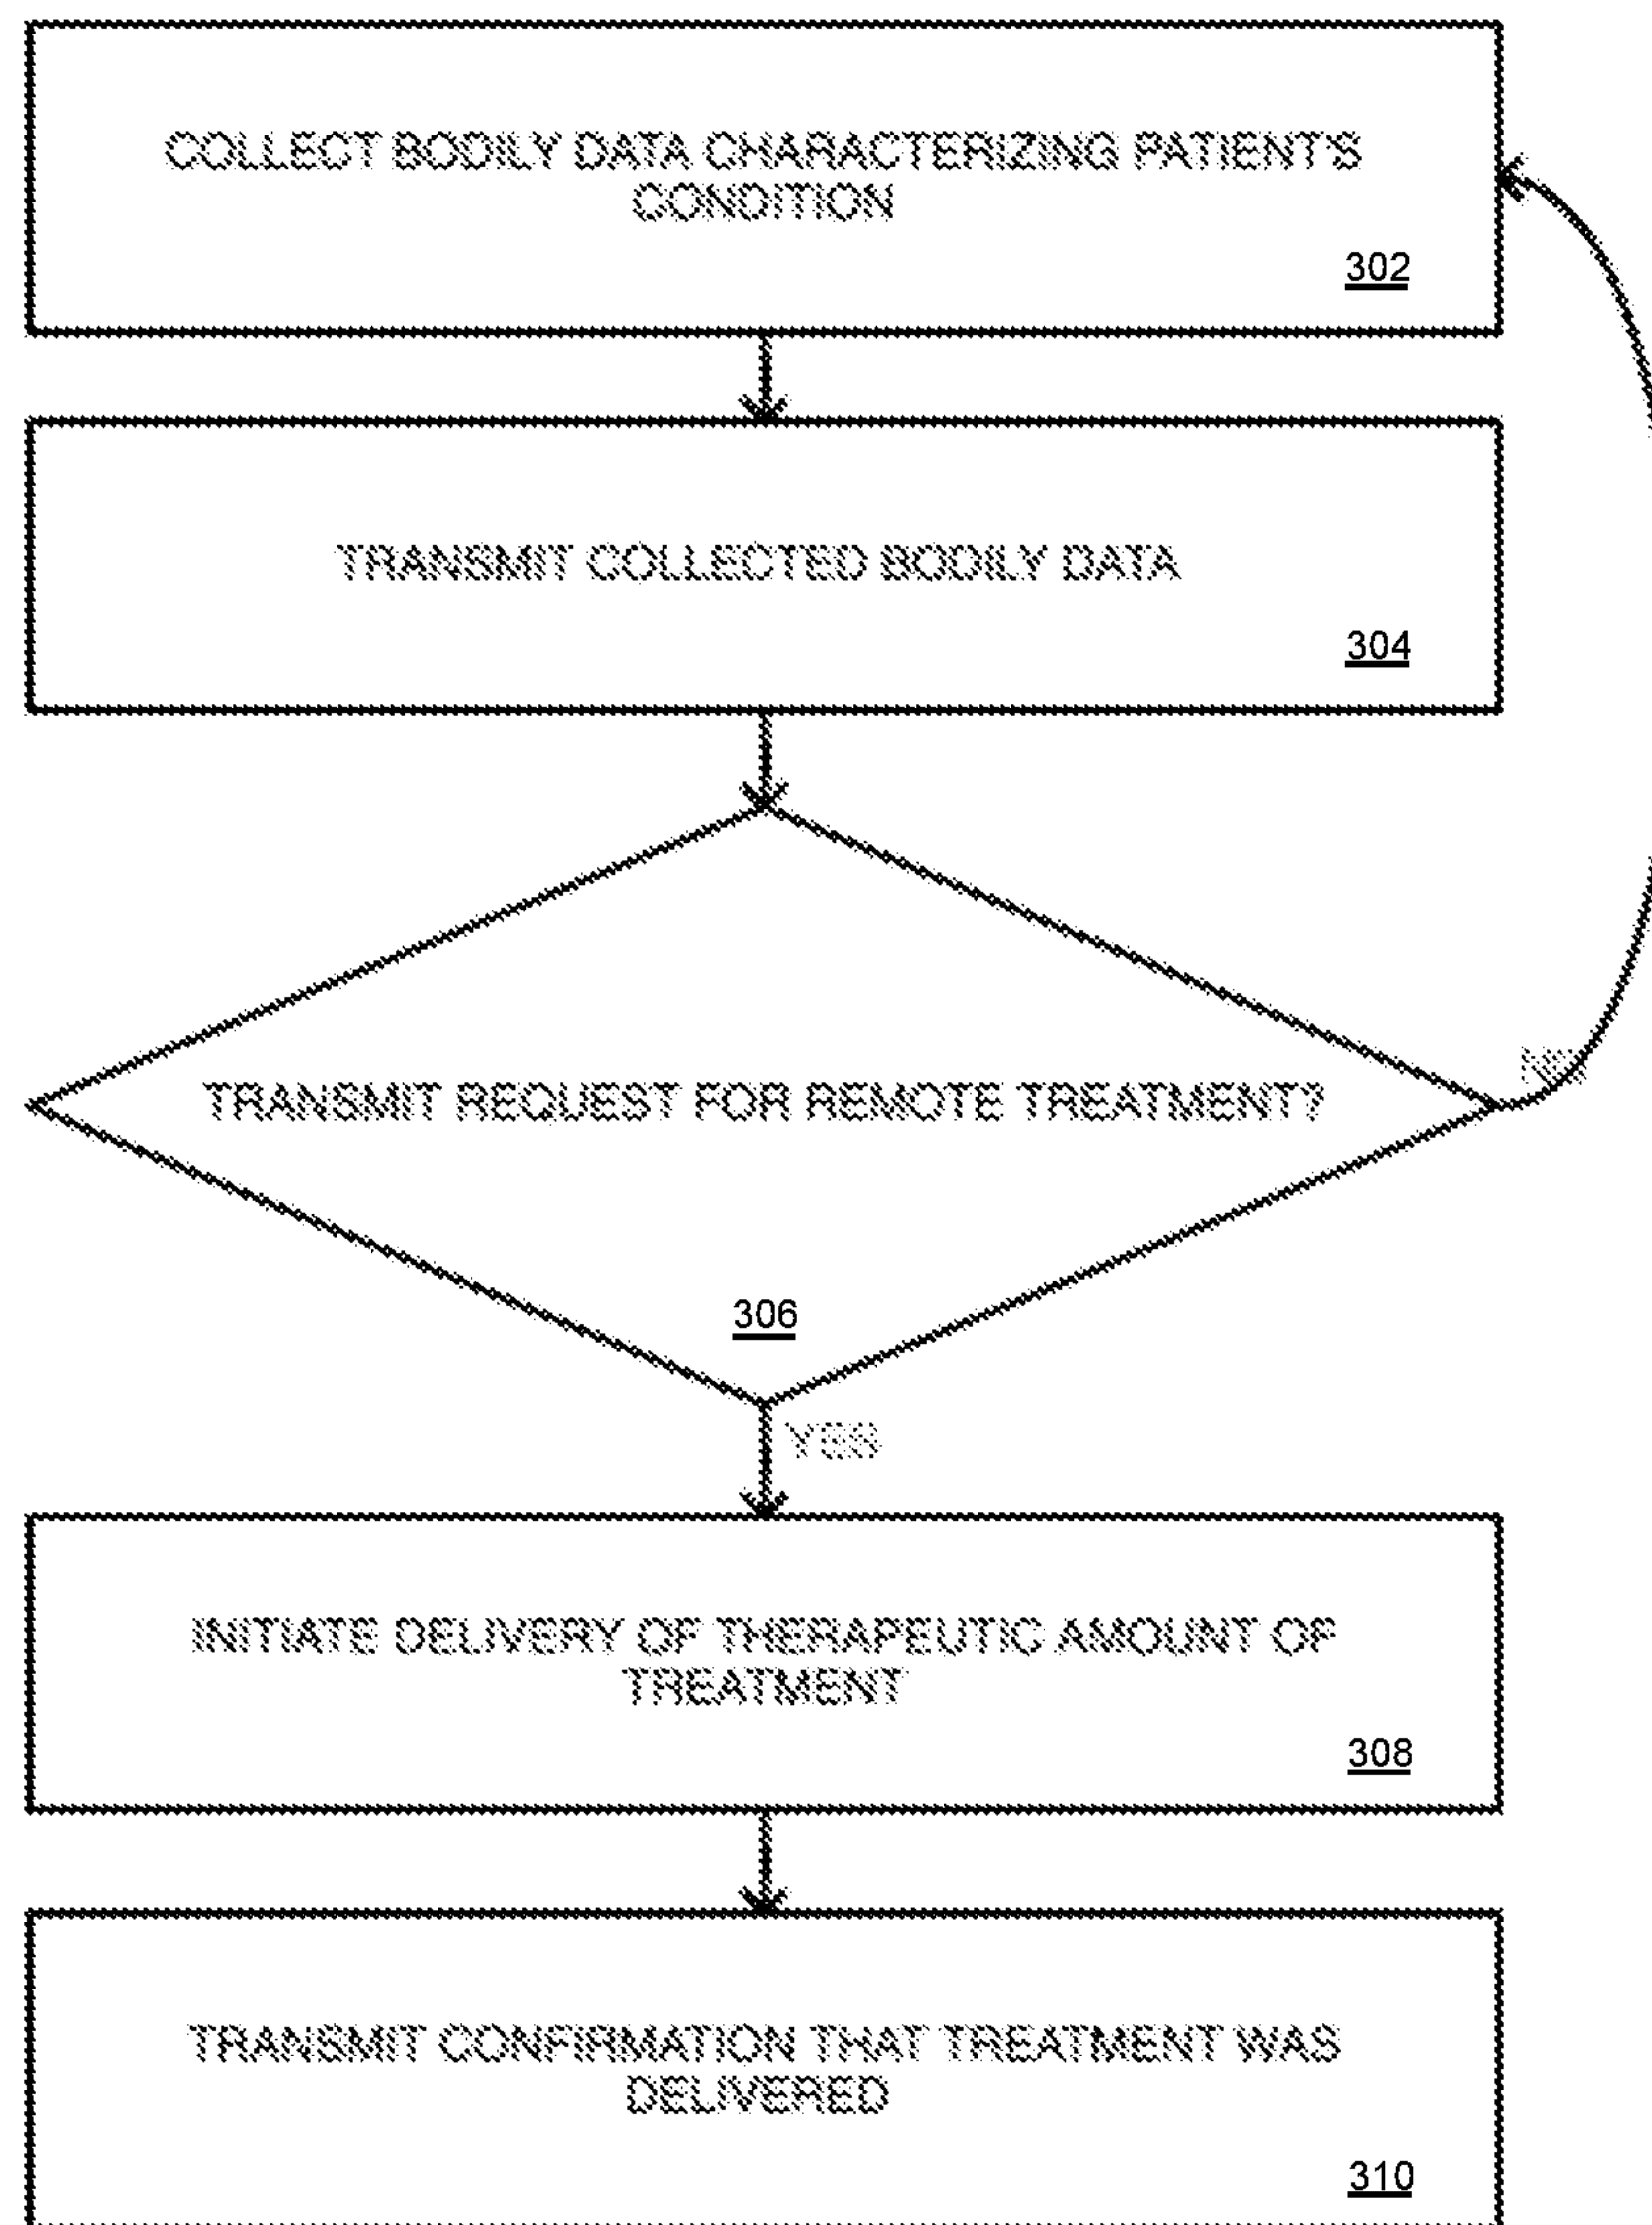 COLLECT BODILY DATA CHARACTERIZING PATIENT'S
CONDITION
302
TRANSMIT COLLECTED BODILY DATA
304
TRANSMIT REQUEST FOR REMOTE TREATMENT?
NO
306
YES
INITIATE DELIVERY OF THERAPEUTIC AMOUNT OF
TREATMENT
308
TRANSMIT CONFIRMATION THAT TREATMENT WAS
DELIVERED
310